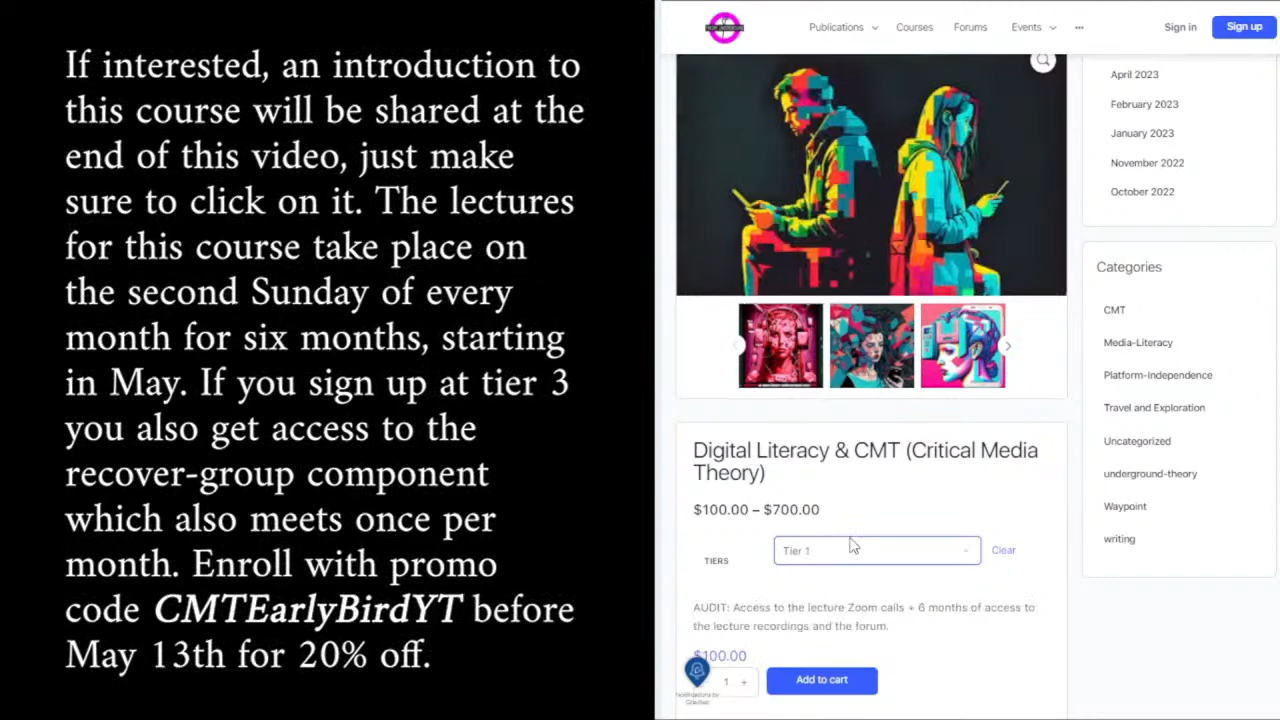 If interested, an introduction to
this course will be shared at the
end of this video, just make
sure to click on it. The lectures
for this course take place on
the second Sunday of every
month for six months, starting
in May. If you sign up at tier 3
you also get access to the
recover-group component
which also meets once per
month. Enroll with promo
code CMTEarlyBirdYT before
May 13th for 20% off.
Publications Courses Forums Events ••• Sign in Sign up
April 2023
February 2023
January 2023
November 2022
October 2022
Categories
CMT
Media-Literacy
Platform-Independence
Travel and Exploration
Uncategorized
underground-theory
Waypoint
writing
Digital Literacy & CMT (Critical Media
Theory)
$100.00 – $700.00
TIERS Tier 1 Clear
AUDIT: Access to the lecture Zoom calls + 6 months of access to
the lecture recordings and the forum.
$100.00
1 + Add to cart